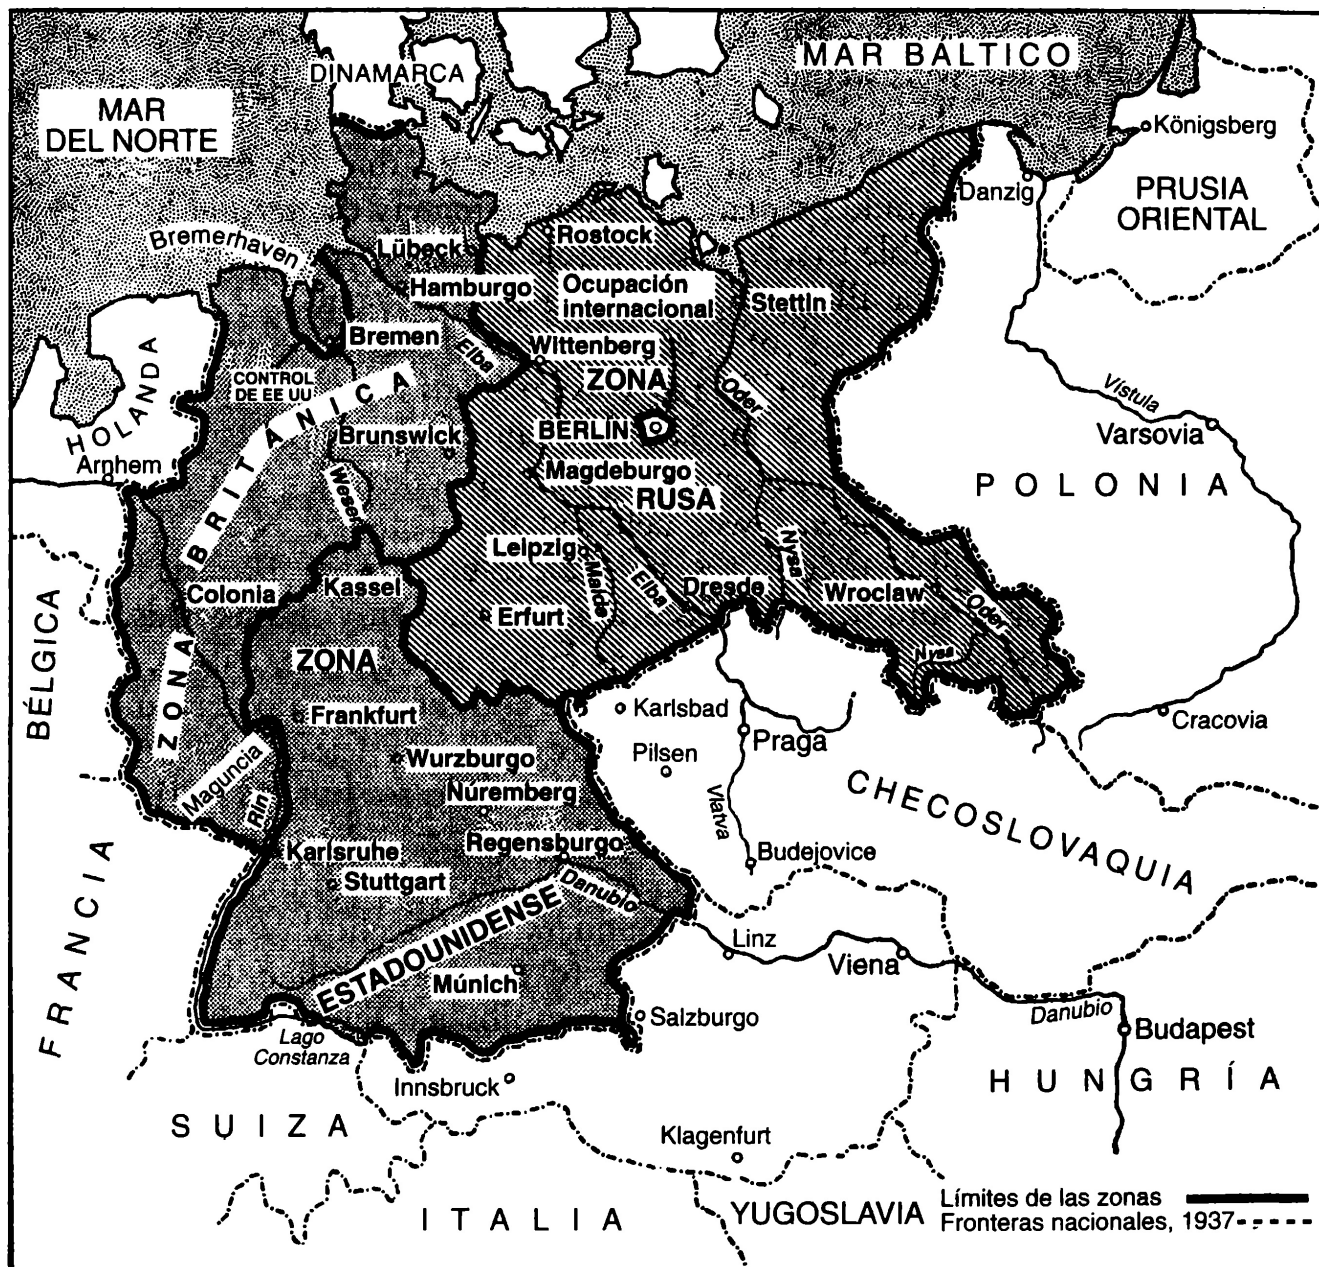 DINAMARCA
MAR BALTICO
MAR
DEL NORTE
Königsberg
Danzig
PRUSIA
ORIENTAL
Bremerhaven
Lübeck
Rostock
Hamburgo
Ocupación
internacional
Stettin
Bremen
Elba
Wittenberg
CONTROL
DE EE UU
ZONA
Oder
HOLANDA
Vístula
Arnhem
ZONA BRITÁNICA
Brunswick
BERLÍN
Varsovia
Weser
Magdeburgo
RUSA
POLONIA
Leipzig
Malde
Elba
Nysa
Dresde
Wroclaw
Oder
Colonia
Kassel
Erfurt
Nysa
BÉLGICA
ZONA
Frankfurt
Karlsbad
Praga
Cracovia
Maguncia
Rin
Wurzburgo
Pilsen
Núremberg
Vlatva
CHECOSLOVAQUIA
Regensburgo
Karlsruhe
Budejovice
Stuttgart
Danubio
FRANCIA
ESTADOUNIDENSE
Linz
Viena
Múnich
Salzburgo
Danubio
Budapest
Lago
Constanza
Innsbruck
HUNGRÍA
SUIZA
Klagenfurt
ITALIA
YUGOSLAVIA
Límites de las zonas
Fronteras nacionales, 1937